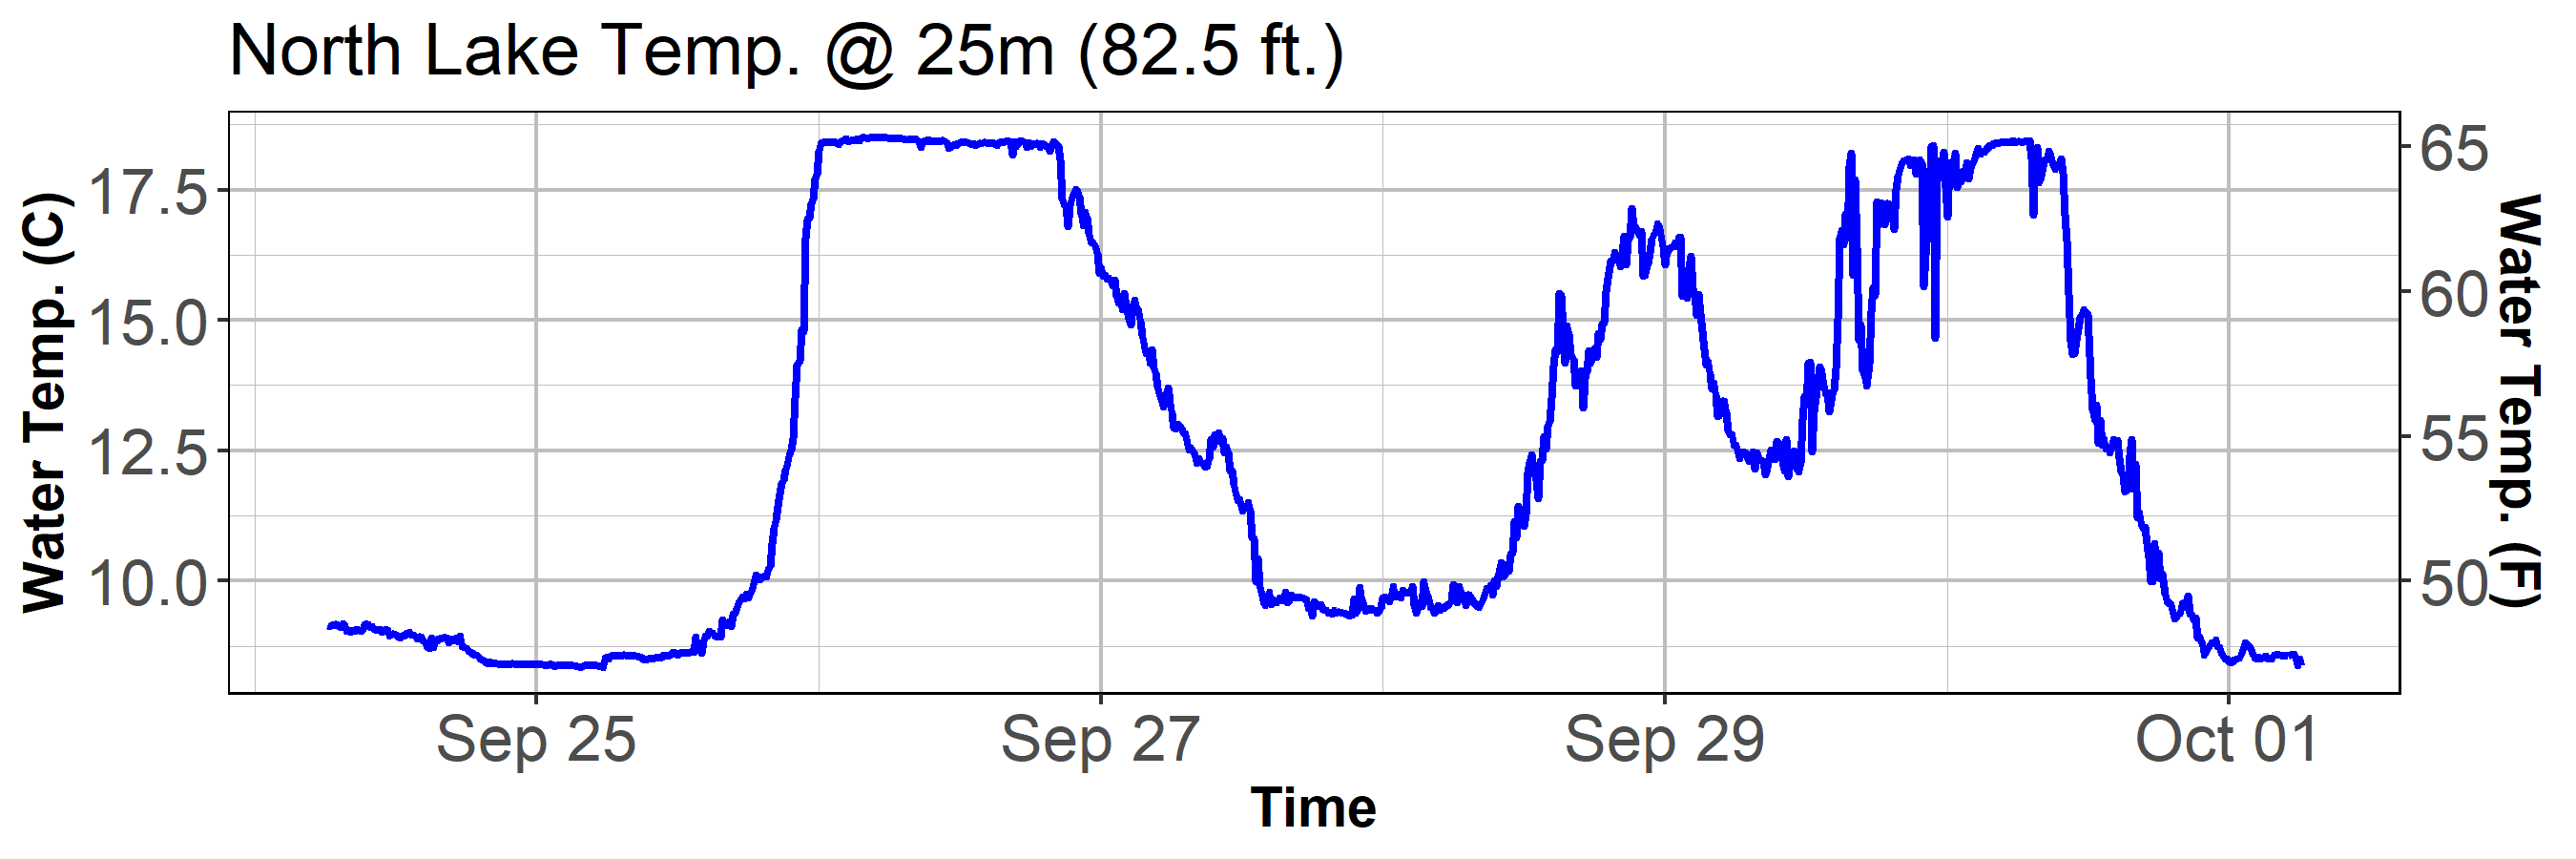 North Lake Temp. @ 25m (82.5 ft.)
Water Temp. (C)
17.5
15.0
12.5
10.0
65
60
55
50
Water Temp. (F)
Sep 25
Sep 27
Sep 29
Oct 01
Time